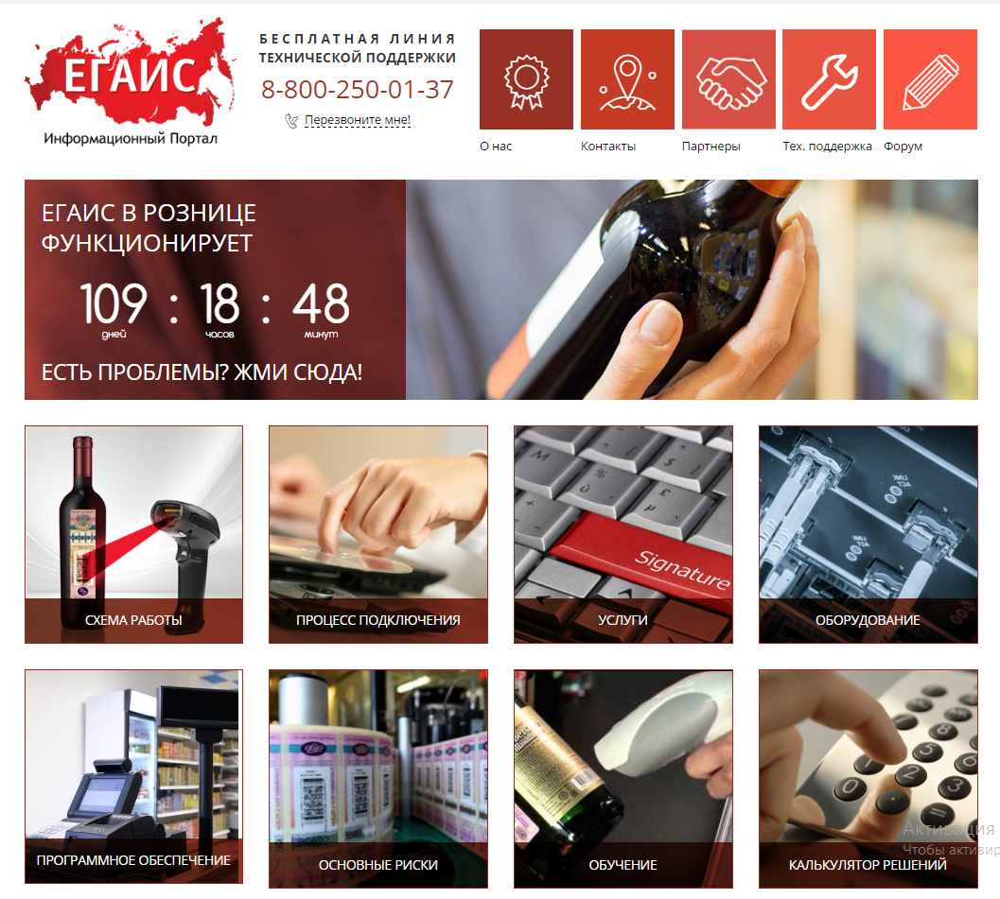 ЕГАИС
Информационный Портал
БЕСПЛАТНАЯ ЛИНИЯ
ТЕХНИЧЕСКОЙ ПОДДЕРЖКИ
8-800-250-01-37
Перезвоните мне!
О нас
Контакты
Партнеры
Тех. поддержка
Форум
ЕГАИС В РОЗНИЦЕ
ФУНКЦИОНИРУЕТ
109 : 18 : 48
дней часов минут
ЕСТЬ ПРОБЛЕМЫ? ЖМИ СЮДА!
Signature
СХЕМА РАБОТЫ
ПРОЦЕСС ПОДКЛЮЧЕНИЯ
УСЛУГИ
ОБОРУДОВАНИЕ
ПРОГРАММНОЕ ОБЕСПЕЧЕНИЕ
ОСНОВНЫЕ РИСКИ
ОБУЧЕНИЕ
КАЛЬКУЛЯТОР РЕШЕНИЙ
Активация
Чтобы активир